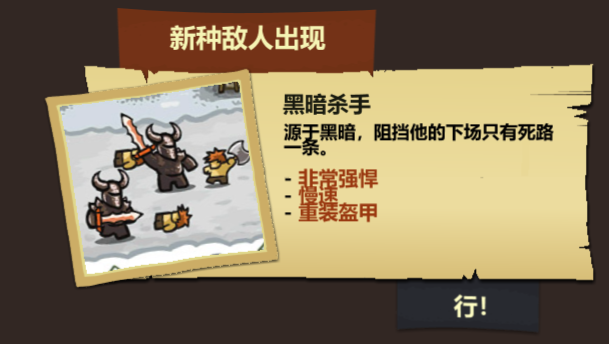 新种敌人出现
黑暗杀手
源于黑暗，阻挡他的下场只有死路
一条。
- 非常强悍
- 慢速
- 重装盔甲
行！